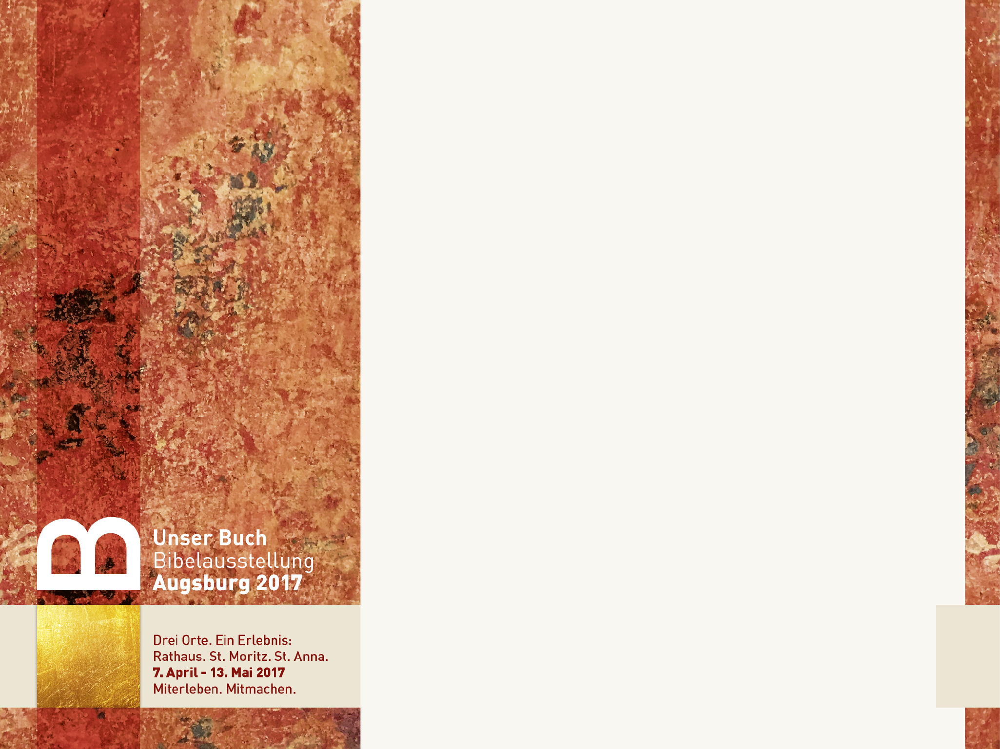 B
Unser Buch
Bibelausstellung
Augsburg 2017
Drei Orte. Ein Erlebnis:
Rathaus. St. Moritz. St. Anna.
7. April - 13. Mai 2017
Miterleben. Mitmachen.